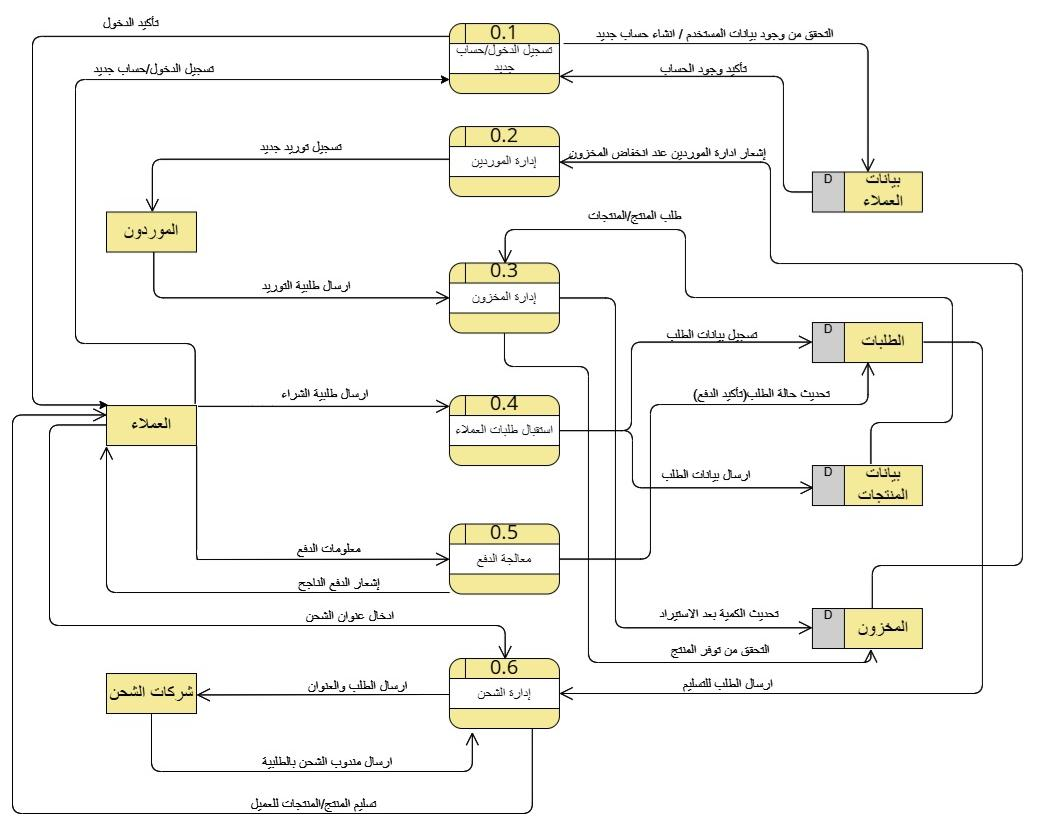 تأكيد الدخول
0.1
تسجيل الدخول/حساب
جديد
التحقق من وجود بيانات المستخدم / انشاء حساب جديد
تسجيل الدخول/حساب جديد
تأكيد وجود الحساب
0.2
إدارة الموردين
تسجيل توريد جديد
إشعار ادارة الموردين عند انخفاض المخزون
D
بيانات
العملاء
الموردون
طلب المنتج/المنتجات
0.3
إدارة المخزون
ارسال طلبية التوريد
تسجيل بيانات الطلب
D
الطلبات
ارسال طلبية الشراء
0.4
استقبال طلبات العملاء
تحديث حالة الطلب(تأكيد الدفع)
العملاء
ارسال بيانات الطلب
D
بيانات
المنتجات
0.5
معالجة الدفع
معلومات الدفع
إشعار الدفع الناجح
ادخال عنوان الشحن
تحديث الكمية بعد الاستيراد
D
المخزون
التحقق من توفر المنتج
0.6
إدارة الشحن
ارسال الطلب والعنوان
شركات الشحن
ارسال الطلب للتسليم
ارسال مندوب الشحن بالطلبية
تسليم المنتج/المنتجات للعميل